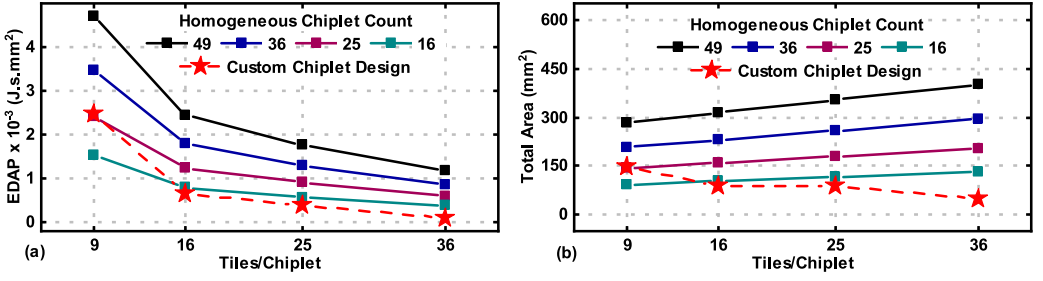 Homogeneous Chiplet Count
49 36 25 16
Custom Chiplet Design
EDAP x 10⁻³ (J.s.mm²)
4
3
2
1
0
9 16 25 36
(a)
Tiles/Chiplet
Homogeneous Chiplet Count
49 36 25 16
Custom Chiplet Design
Total Area (mm²)
600
450
300
150
0
9 16 25 36
(b)
Tiles/Chiplet